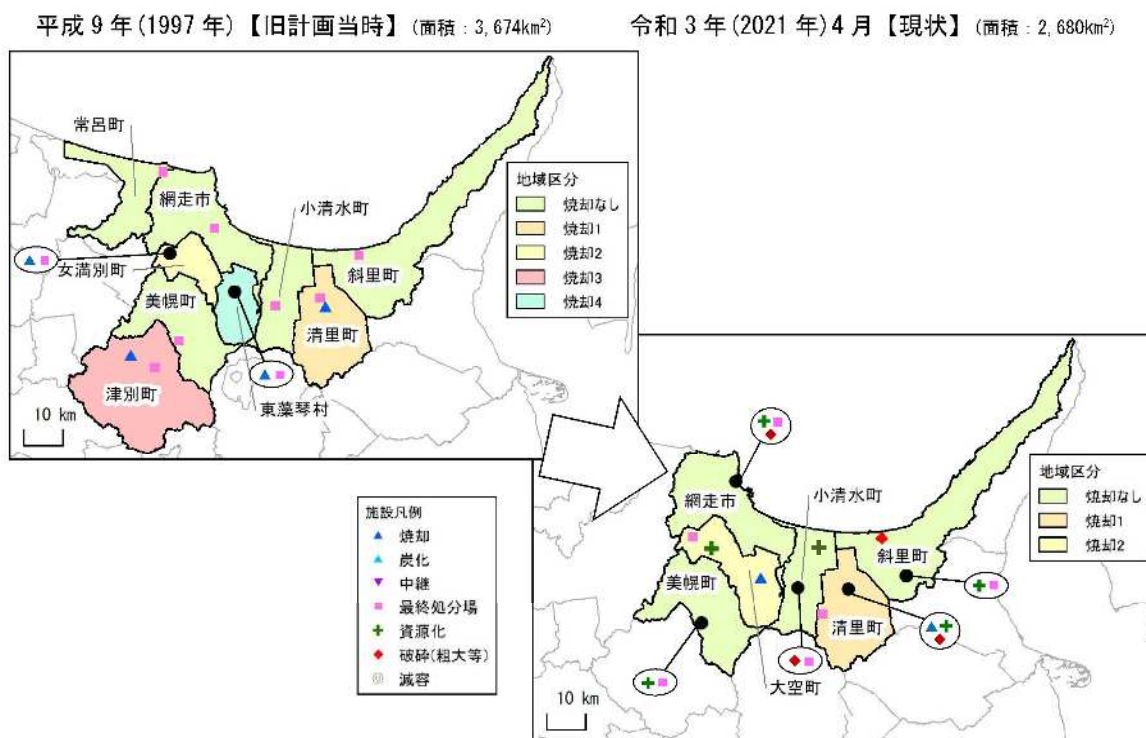 平成9年(1997年)【旧計画当時】(面積:3,674km²)
令和3年(2021年)4月【現状】(面積:2,680km²)
常呂町
網走市
小清水町
女満別町
斜里町
美幌町
清里町
津別町
東藻琴村
10 km
地域区分
焼却なし
焼却1
焼却2
焼却3
焼却4
施設凡例
焼却
炭化
中継
最終処分場
資源化
破砕(粗大等)
減容
網走市
小清水町
斜里町
美幌町
清里町
大空町
10 km
地域区分
焼却なし
焼却1
焼却2